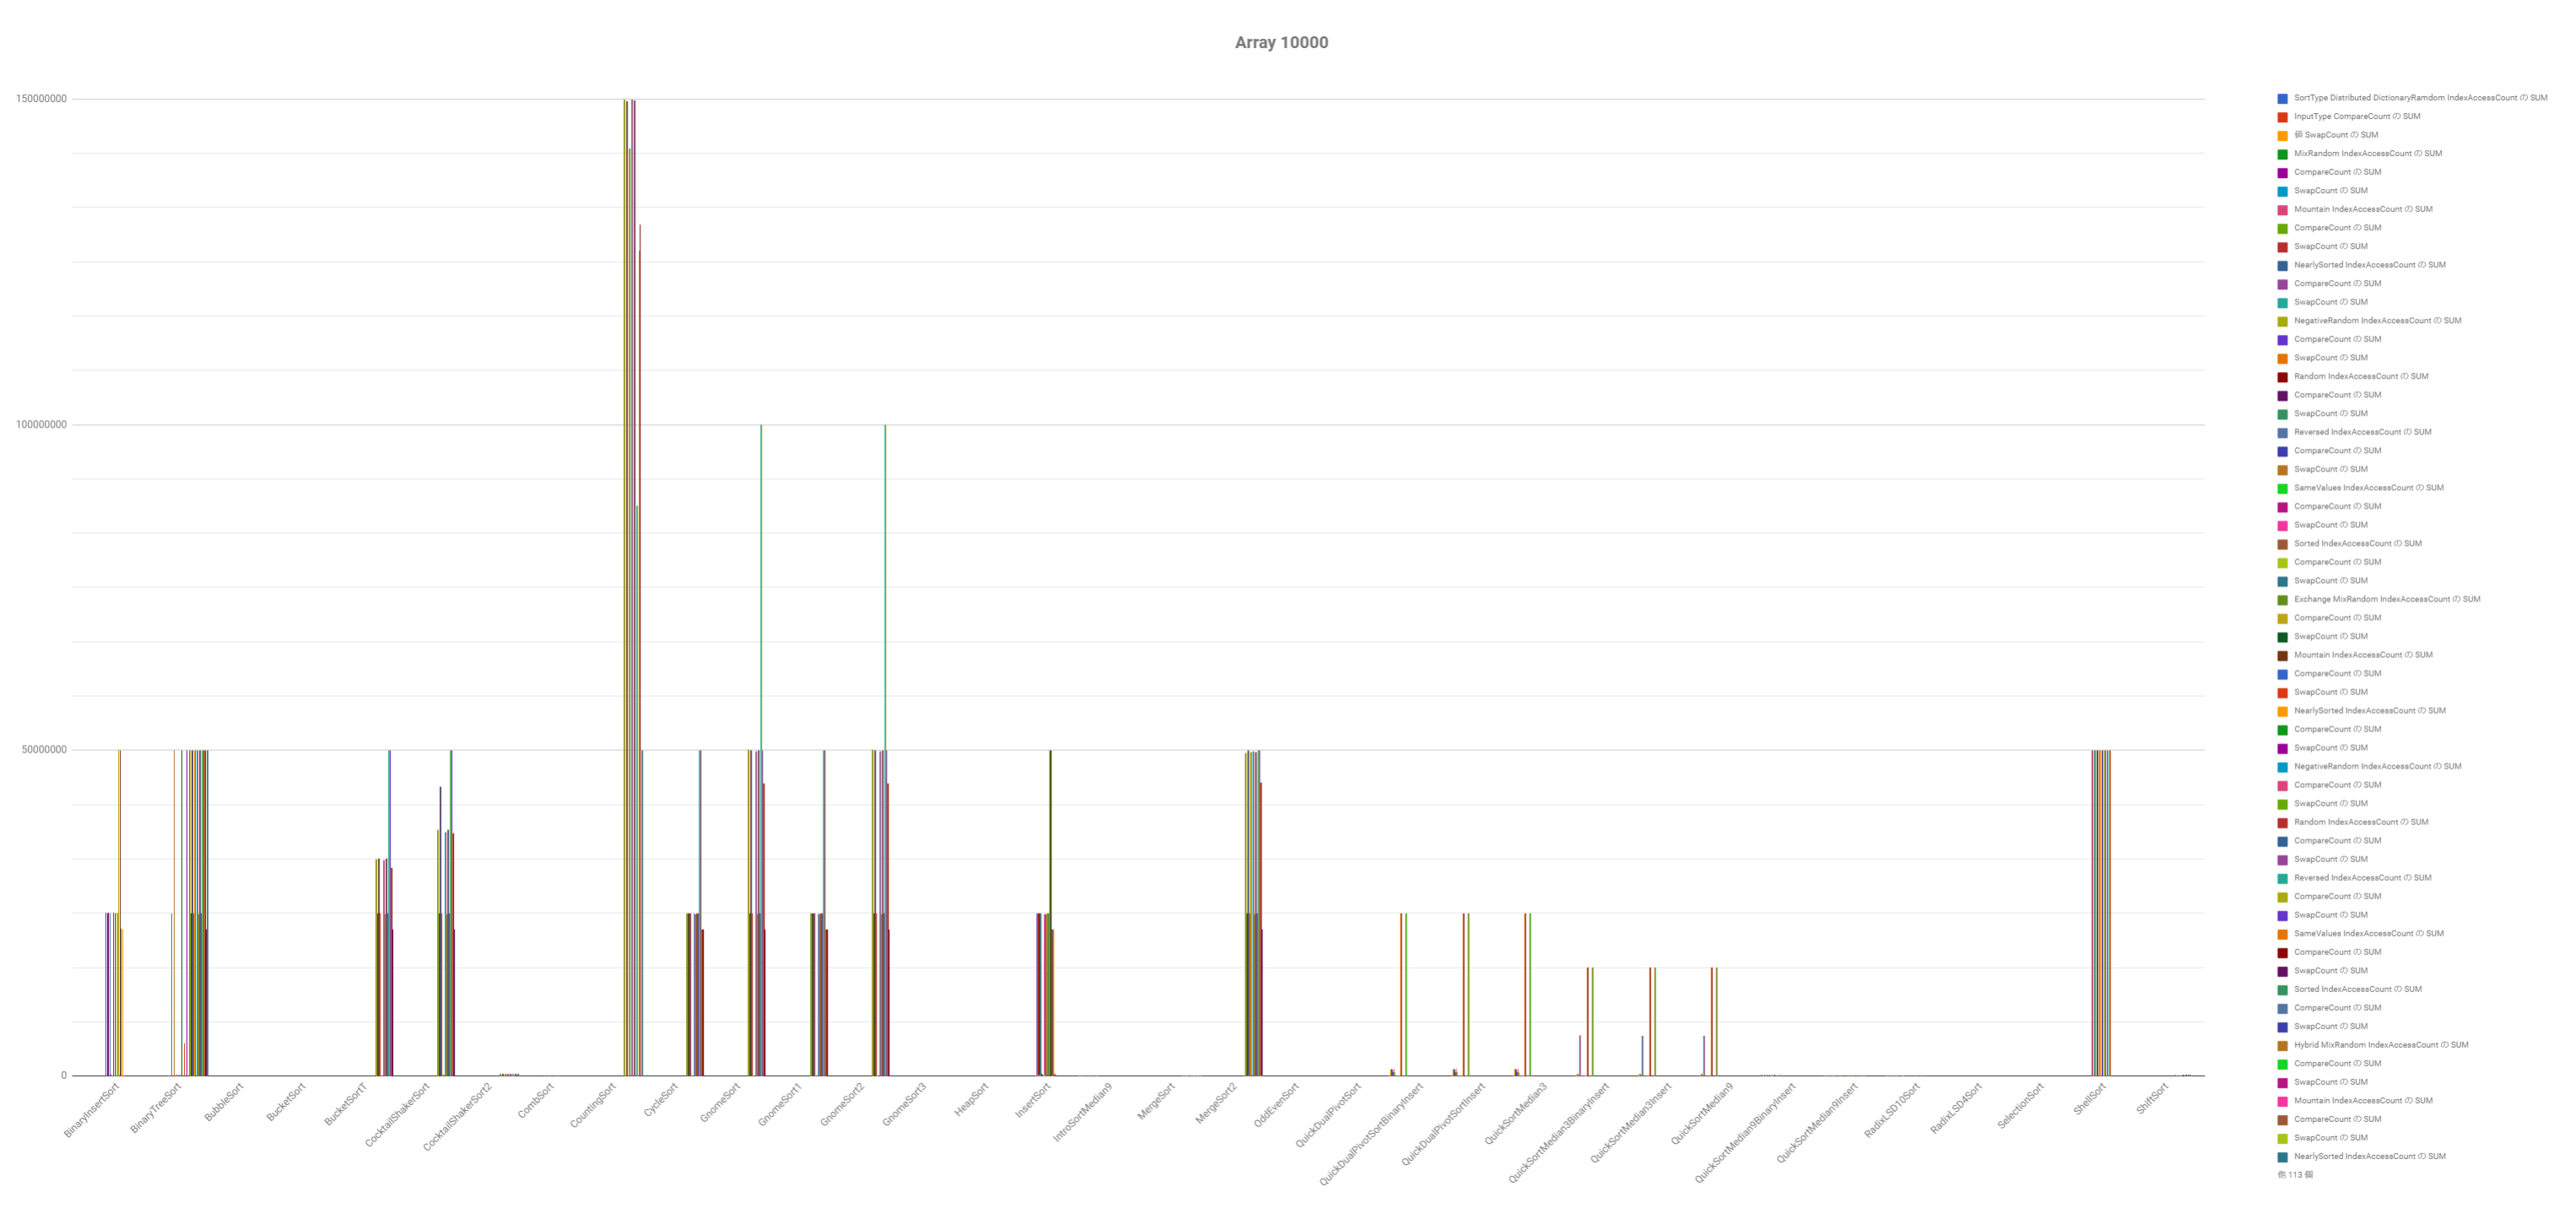 Array 10000
150000000
100000000
50000000
0
BinaryInsertSort
BinaryTreeSort
BubbleSort
BucketSort
BucketSortT
CocktailShakerSort
CocktailShakerSort2
CombSort
CountingSort
CycleSort
GnomeSort
GnomeSort1
GnomeSort2
GnomeSort3
HeapSort
InsertSort
IntroSortMedian9
MergeSort
MergeSort2
OddEvenSort
QuickDualPivotSort
QuickDualPivotSortBinaryInsert
QuickDualPivotSortInsert
QuickSortMedian3
QuickSortMedian3BinaryInsert
QuickSortMedian3Insert
QuickSortMedian9
QuickSortMedian9BinaryInsert
QuickSortMedian9Insert
RadixLSD10Sort
RadixLSD4Sort
SelectionSort
ShellSort
ShiftSort
SortType Distributed DictionaryRamdom IndexAccessCount の SUM
InputType CompareCount の SUM
値 SwapCount の SUM
MixRandom IndexAccessCount の SUM
CompareCount の SUM
SwapCount の SUM
Mountain IndexAccessCount の SUM
CompareCount の SUM
SwapCount の SUM
NearlySorted IndexAccessCount の SUM
CompareCount の SUM
SwapCount の SUM
NegativeRandom IndexAccessCount の SUM
CompareCount の SUM
SwapCount の SUM
Random IndexAccessCount の SUM
CompareCount の SUM
SwapCount の SUM
Reversed IndexAccessCount の SUM
CompareCount の SUM
SwapCount の SUM
SameValues IndexAccessCount の SUM
CompareCount の SUM
SwapCount の SUM
Sorted IndexAccessCount の SUM
CompareCount の SUM
SwapCount の SUM
Exchange MixRandom IndexAccessCount の SUM
CompareCount の SUM
SwapCount の SUM
Mountain IndexAccessCount の SUM
CompareCount の SUM
SwapCount の SUM
NearlySorted IndexAccessCount の SUM
CompareCount の SUM
SwapCount の SUM
NegativeRandom IndexAccessCount の SUM
CompareCount の SUM
SwapCount の SUM
Random IndexAccessCount の SUM
CompareCount の SUM
SwapCount の SUM
Reversed IndexAccessCount の SUM
CompareCount の SUM
SwapCount の SUM
SameValues IndexAccessCount の SUM
CompareCount の SUM
SwapCount の SUM
Sorted IndexAccessCount の SUM
CompareCount の SUM
SwapCount の SUM
Hybrid MixRandom IndexAccessCount の SUM
CompareCount の SUM
SwapCount の SUM
Mountain IndexAccessCount の SUM
CompareCount の SUM
SwapCount の SUM
NearlySorted IndexAccessCount の SUM
他 113 個